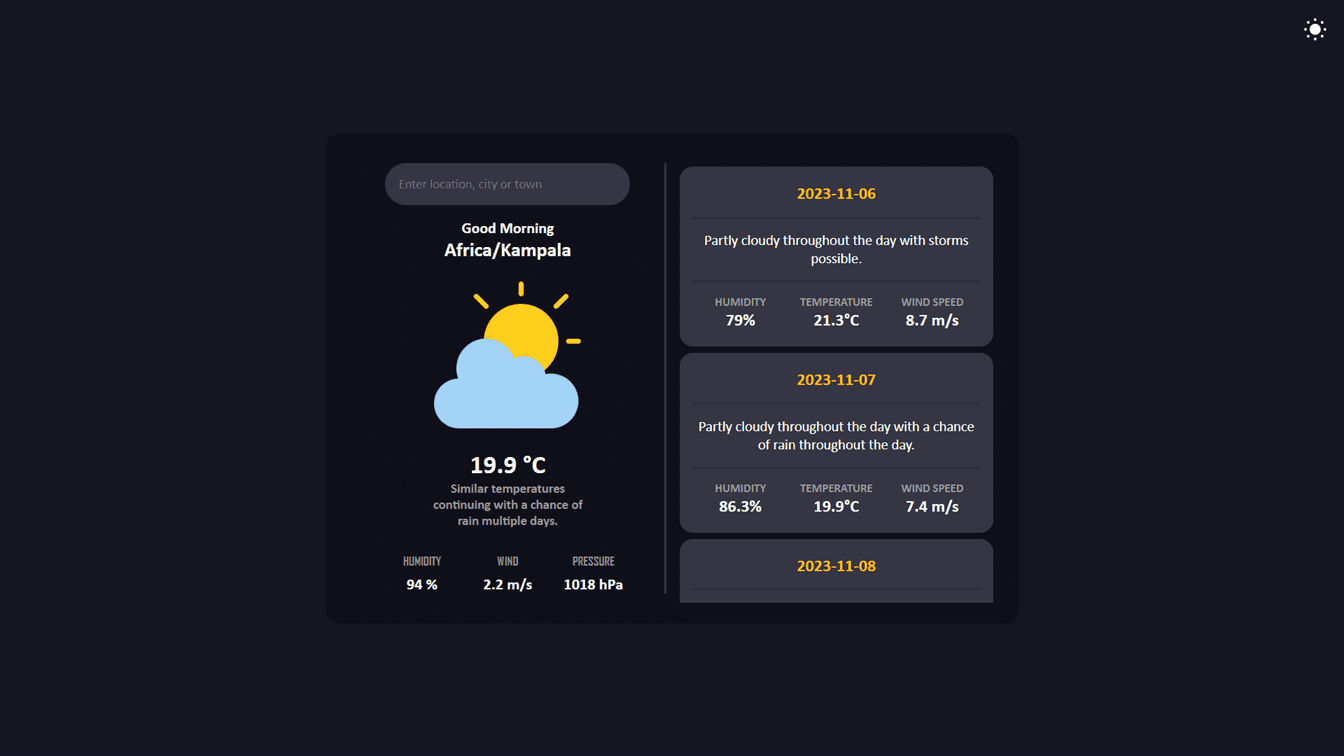 Enter location, city or town
Good Morning
Africa/Kampala
19.9 °C
Similar temperatures
continuing with a chance of
rain multiple days.
HUMIDITY WIND PRESSURE
94 % 2.2 m/s 1018 hPa
2023-11-06
Partly cloudy throughout the day with storms
possible.
HUMIDITY TEMPERATURE WIND SPEED
79% 21.3°C 8.7 m/s
2023-11-07
Partly cloudy throughout the day with a chance
of rain throughout the day.
HUMIDITY TEMPERATURE WIND SPEED
86.3% 19.9°C 7.4 m/s
2023-11-08